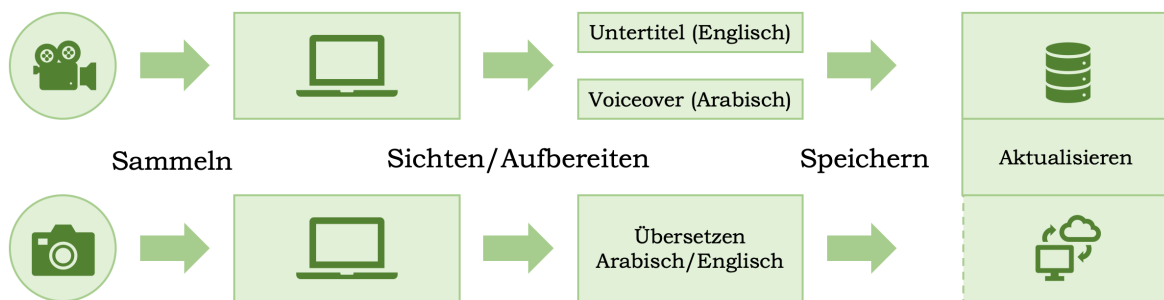 Untertitel (Englisch)
Voiceover (Arabisch)
Sammeln
Sichten/Aufbereiten
Speichern
Aktualisieren
Übersetzen
Arabisch/Englisch